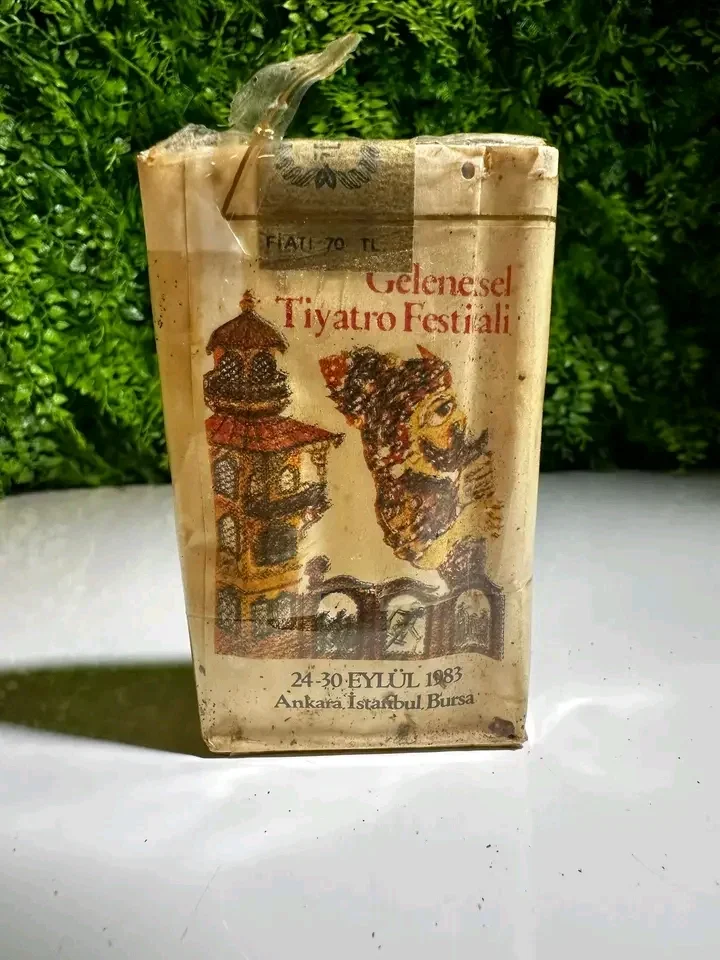 FİATI 70 TL
Geleneksel
Tiyatro Festivali
24-30 EYLÜL 1983
Ankara, İstanbul, Bursa